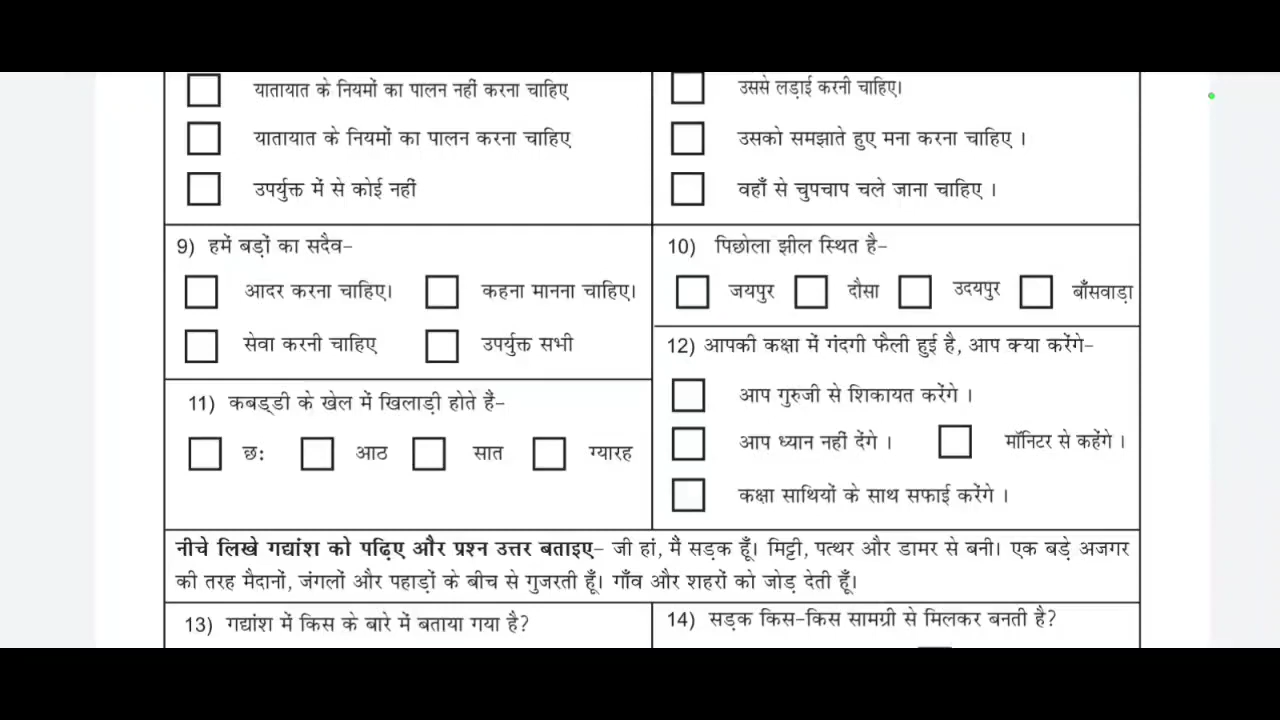 यातायात के नियमों का पालन नहीं करना चाहिए
यातायात के नियमों का पालन करना चाहिए
उपर्युक्त में से कोई नहीं
उससे लड़ाई करनी चाहिए।
उसको समझाते हुए मना करना चाहिए ।
वहाँ से चुपचाप चले जाना चाहिए ।
9) हमें बड़ों का सदैव-
आदर करना चाहिए। कहना मानना चाहिए।
सेवा करनी चाहिए उपर्युक्त सभी
10) पिछोला झील स्थित है-
जयपुर दौसा उदयपुर बाँसवाड़ा
11) कबड्डी के खेल में खिलाड़ी होते हैं-
छः आठ सात ग्यारह
12) आपकी कक्षा में गंदगी फैली हुई है, आप क्या करेंगे-
आप गुरुजी से शिकायत करेंगे ।
आप ध्यान नहीं देंगे । मॉनिटर से कहेंगे ।
कक्षा साथियों के साथ सफाई करेंगे ।
नीचे लिखे गद्यांश को पढ़िए और प्रश्न उत्तर बताइए- जी हां, मैं सड़क हूँ। मिट्टी, पत्थर और डामर से बनी। एक बड़े अजगर
की तरह मैदानों, जंगलों और पहाड़ों के बीच से गुजरती हूँ। गाँव और शहरों को जोड़ देती हूँ।
13) गद्यांश में किस के बारे में बताया गया है?
14) सड़क किस-किस सामग्री से मिलकर बनती है?